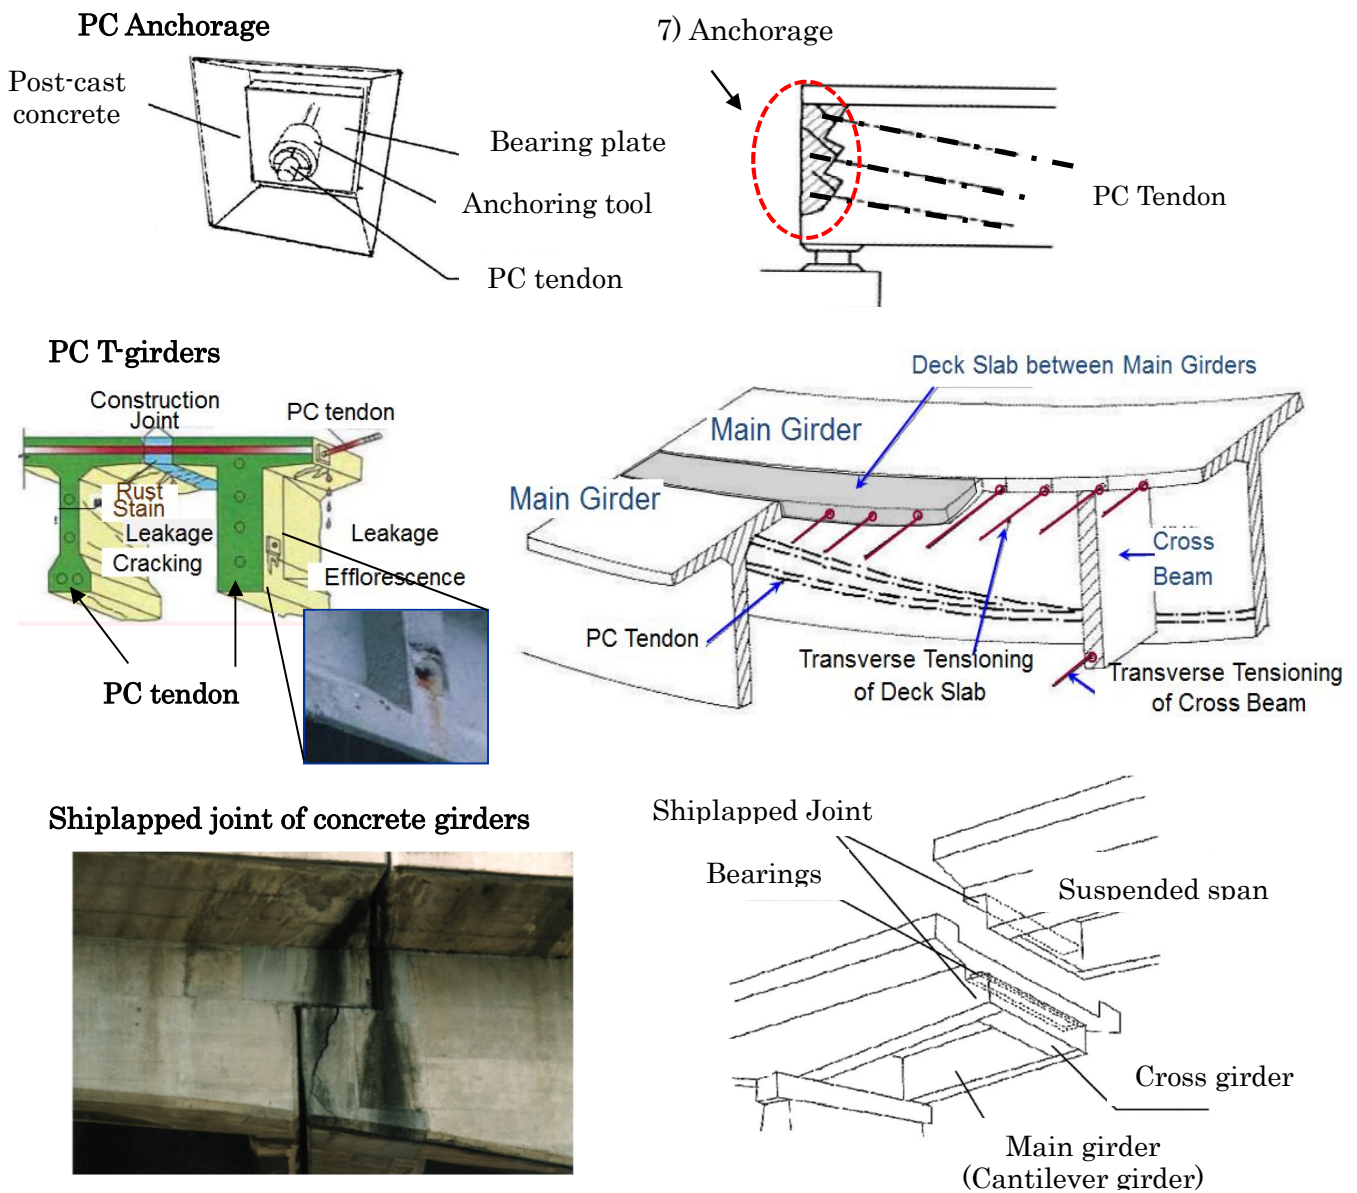 PC Anchorage
Post-cast
concrete
Bearing plate
Anchoring tool
PC tendon
7) Anchorage
PC Tendon
PC T-girders
Construction
Joint
PC tendon
Rust
Stain
Leakage
Cracking
Leakage
Efflorescence
PC tendon
Deck Slab between Main Girders
Main Girder
Main Girder
Cross
Beam
PC Tendon
Transverse Tensioning
of Deck Slab
Transverse Tensioning
of Cross Beam
Shiplapped joint of concrete girders
Shiplapped Joint
Bearings
Suspended span
Cross girder
Main girder
(Cantilever girder)